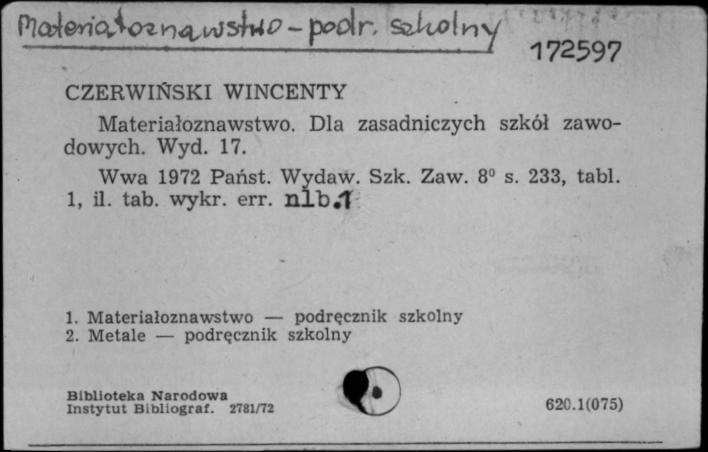 Materiałoznawstwo - podr. szkolny
172597
CZERWIŃSKI WINCENTY
Materiałoznawstwo. Dla zasadniczych szkół zawo-
dowych. Wyd. 17.
Wwa 1972 Państ. Wydaw. Szk. Zaw. 8⁰ s. 233, tabl.
1, il. tab. wykr. err. nlb.1
1. Materiałoznawstwo — podręcznik szkolny
2. Metale — podręcznik szkolny
Biblioteka Narodowa
Instytut Bibliograf. 2781/72
620.1(075)